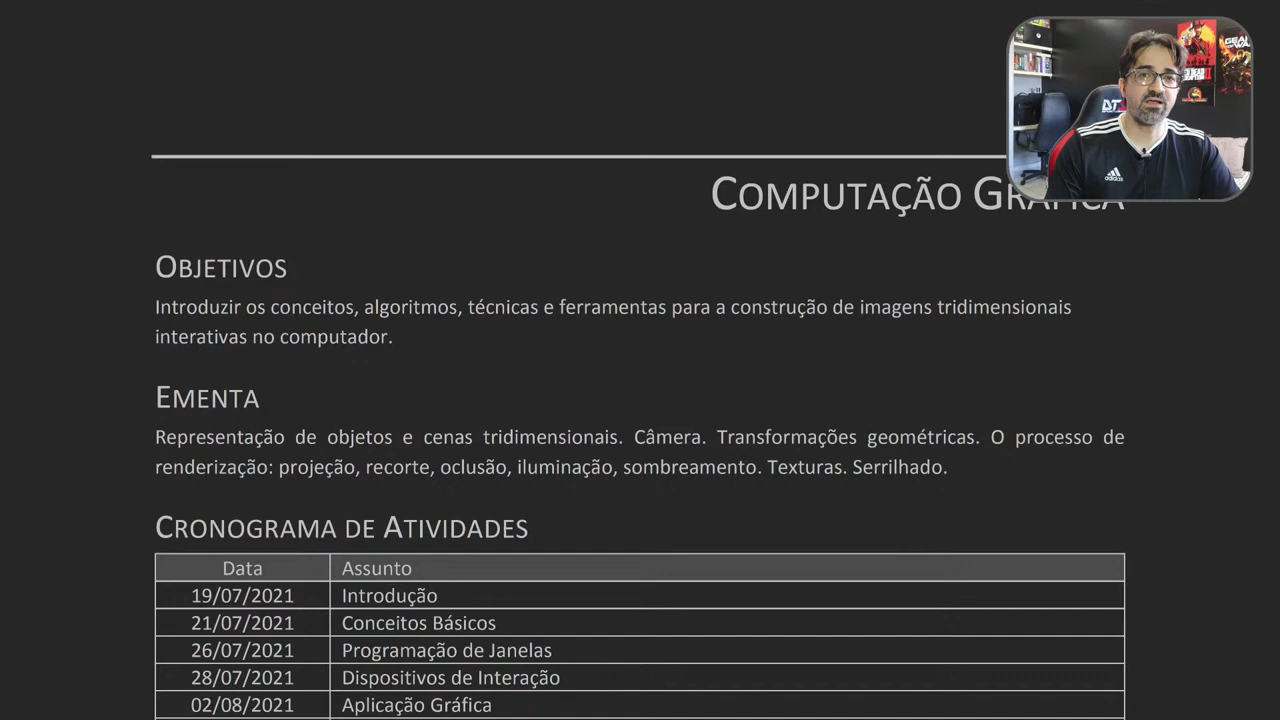 COMPUTAÇÃO GRÁFICA
OBJETIVOS
Introduzir os conceitos, algoritmos, técnicas e ferramentas para a construção de imagens tridimensionais
interativas no computador.
EMENTA
Representação de objetos e cenas tridimensionais. Câmera. Transformações geométricas. O processo de
renderização: projeção, recorte, oclusão, iluminação, sombreamento. Texturas. Serrilhado.
CRONOGRAMA DE ATIVIDADES
Data Assunto
19/07/2021 Introdução
21/07/2021 Conceitos Básicos
26/07/2021 Programação de Janelas
28/07/2021 Dispositivos de Interação
02/08/2021 Aplicação Gráfica
adidas